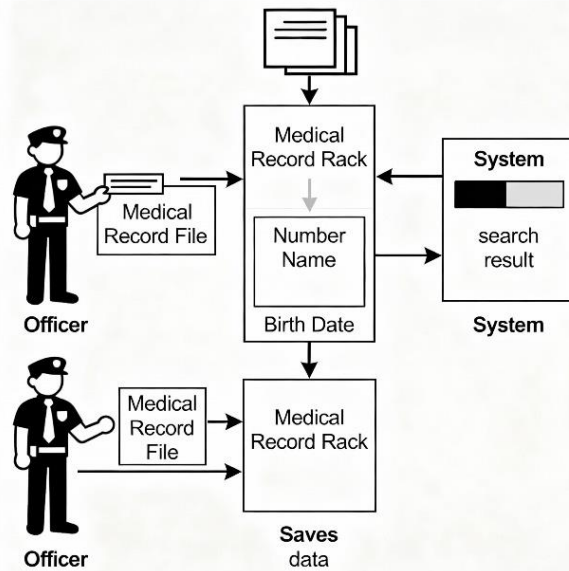 Medical
Record Rack
System
Medical
Record File
Number
Name
search
result
Officer
Birth Date
System
Medical
Record
File
Medical
Record Rack
Officer
Saves
data